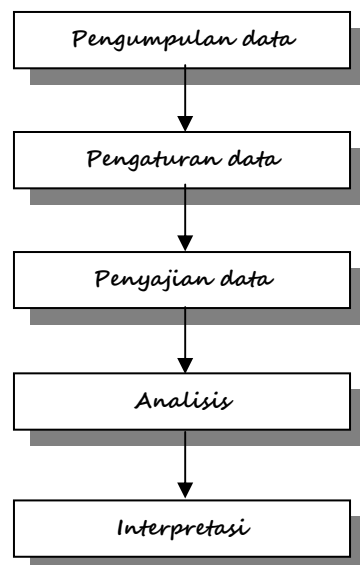 Pengumpulan data
Pengaturan data
Penyajian data
Analisis
Interpretasi